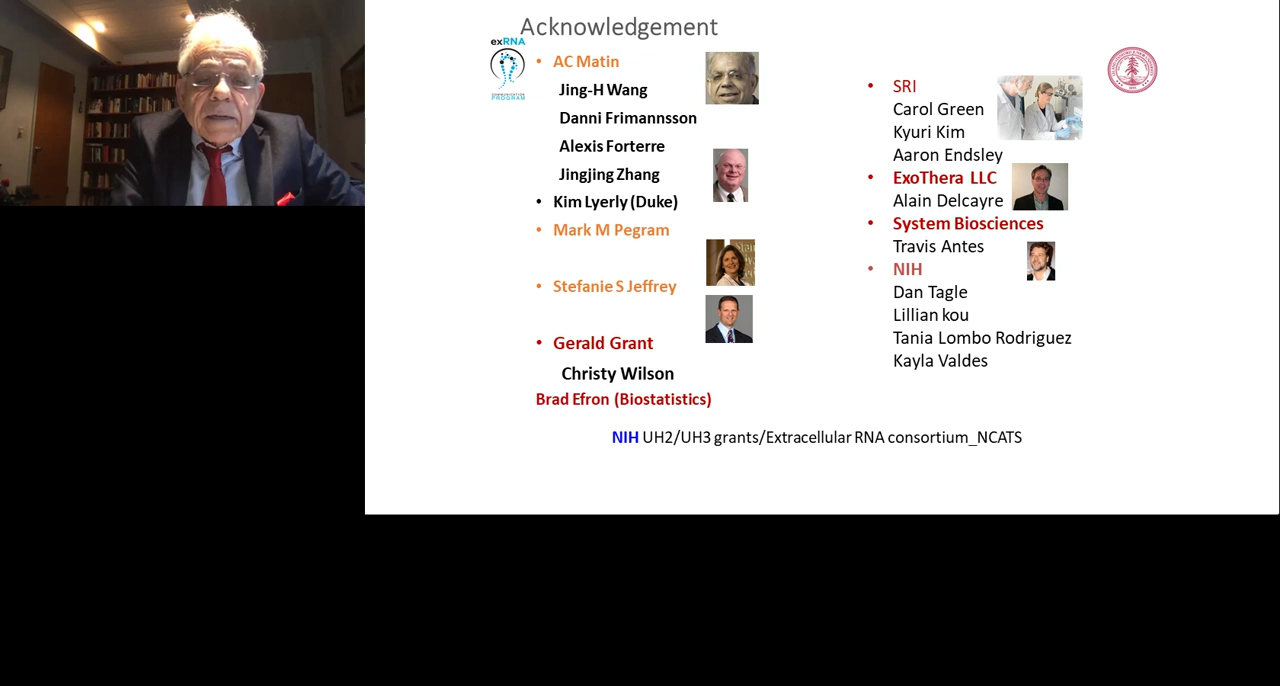 Acknowledgement
exRNA
COMMUNICATION
PROGRAM
• AC Matin
Jing-H Wang
Danni Frimannsson
Alexis Forterre
Jingjing Zhang
• Kim Lyerly (Duke)
• Mark M Pegram
• Stefanie S Jeffrey
• Gerald Grant
Christy Wilson
Brad Efron (Biostatistics)
• SRI
Carol Green
Kyuri Kim
Aaron Endsley
• ExoThera LLC
Alain Delcayre
• System Biosciences
Travis Antes
• NIH
Dan Tagle
Lillian kou
Tania Lombo Rodriguez
Kayla Valdes
NIH UH2/UH3 grants/Extracellular RNA consortium_NCATS